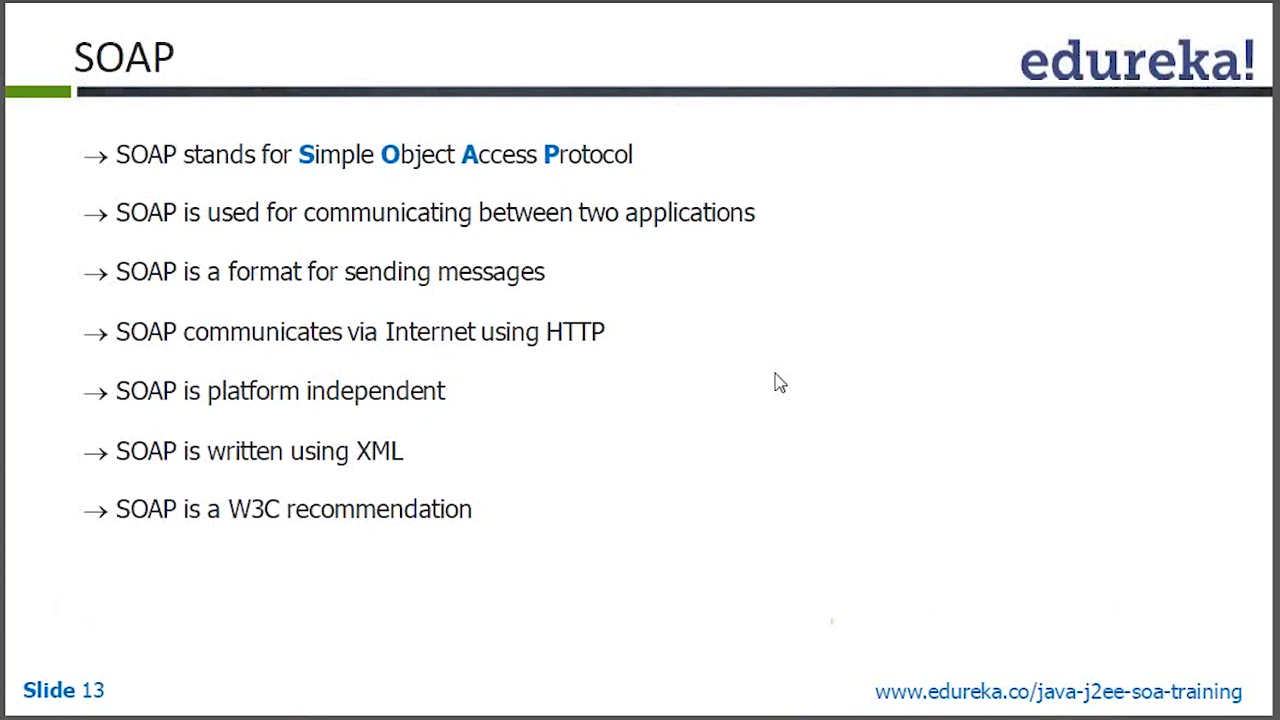 SOAP
edureka!
→ SOAP stands for Simple Object Access Protocol
→ SOAP is used for communicating between two applications
→ SOAP is a format for sending messages
→ SOAP communicates via Internet using HTTP
→ SOAP is platform independent
→ SOAP is written using XML
→ SOAP is a W3C recommendation
Slide 13
www.edureka.co/java-j2ee-soa-training